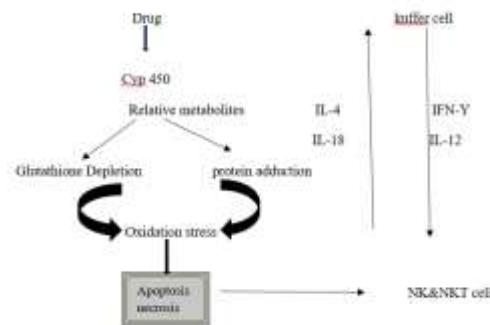 Drug
kuffer cell
Cyp 450
Relative metabolites
IL-4
IFN-Y
IL-18
IL-12
Glutathione Depletion
protein adduction
Oxidation stress
Apoptosis
necrosis
NK&NKT cell